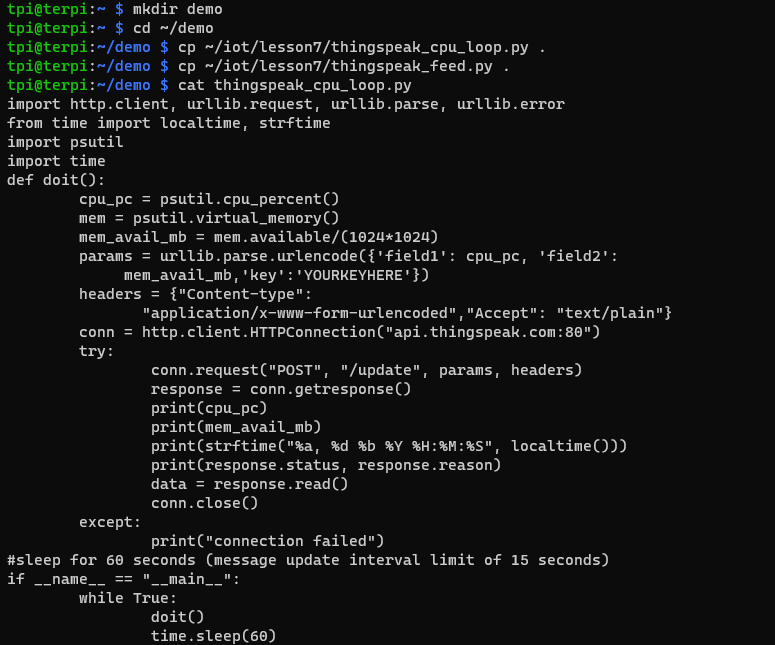 tpi@terpi:~ $ mkdir demo
tpi@terpi:~ $ cd ~/demo
tpi@terpi:~/demo $ cp ~/iot/lesson7/thingspeak_cpu_loop.py .
tpi@terpi:~/demo $ cp ~/iot/lesson7/thingspeak_feed.py .
tpi@terpi:~/demo $ cat thingspeak_cpu_loop.py
import http.client, urllib.request, urllib.parse, urllib.error
from time import localtime, strftime
import psutil
import time
def doit():
        cpu_pc = psutil.cpu_percent()
        mem = psutil.virtual_memory()
        mem_avail_mb = mem.available/(1024*1024)
        params = urllib.parse.urlencode({'field1': cpu_pc, 'field2':
             mem_avail_mb,'key':'YOURKEYHERE'})
        headers = {"Content-type":
               "application/x-www-form-urlencoded","Accept": "text/plain"}
        conn = http.client.HTTPConnection("api.thingspeak.com:80")
        try:
                conn.request("POST", "/update", params, headers)
                response = conn.getresponse()
                print(cpu_pc)
                print(mem_avail_mb)
                print(strftime("%a, %d %b %Y %H:%M:%S", localtime()))
                print(response.status, response.reason)
                data = response.read()
                conn.close()
        except:
                print("connection failed")
#sleep for 60 seconds (message update interval limit of 15 seconds)
if __name__ == "__main__":
        while True:
                doit()
                time.sleep(60)